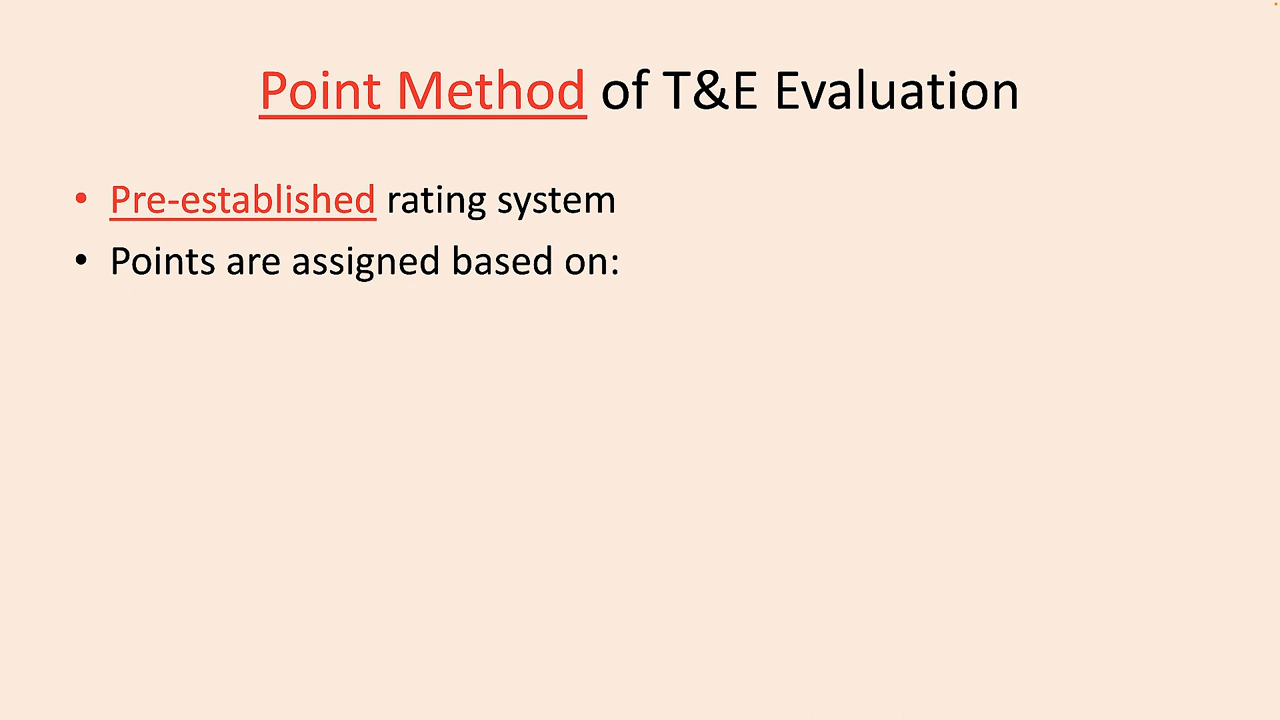 Point Method of T&E Evaluation
• Pre-established rating system
• Points are assigned based on: